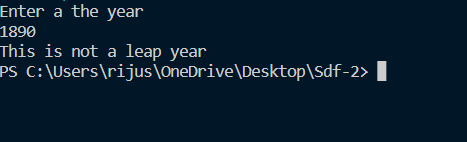 Enter a the year
1890
This is not a leap year
PS C:\Users\rijus\OneDrive\Desktop\Sdf-2>